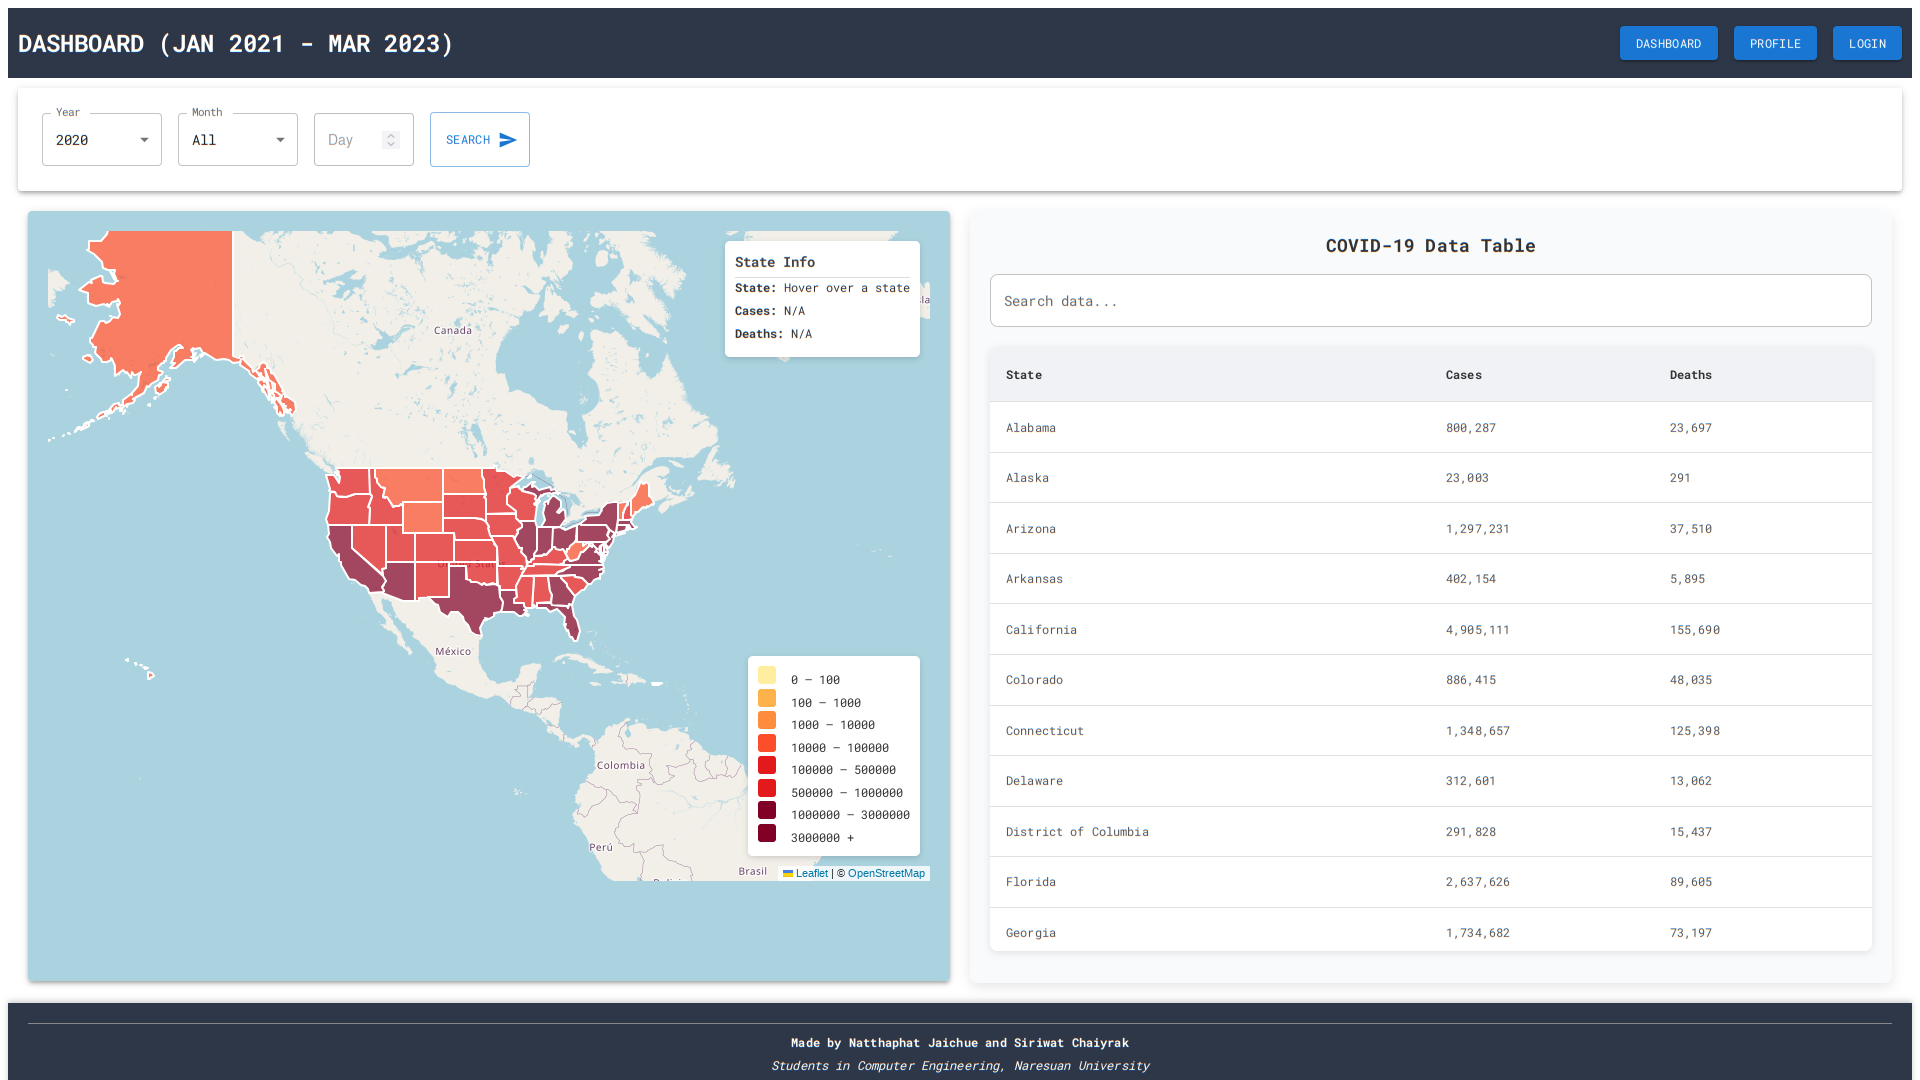 DASHBOARD (JAN 2021 - MAR 2023)
DASHBOARD
PROFILE
LOGIN
Year
2020
Month
All
Day
SEARCH
Canada
México
Colombia
Perú
Brasil
State Info
State: Hover over a state
Cases: N/A
Deaths: N/A
0 – 100
100 – 1000
1000 – 10000
10000 – 100000
100000 – 500000
500000 – 1000000
1000000 – 3000000
3000000 +
Leaflet | © OpenStreetMap
COVID-19 Data Table
Search data...
State Cases Deaths
Alabama 800,287 23,697
Alaska 23,003 291
Arizona 1,297,231 37,510
Arkansas 402,154 5,895
California 4,905,111 155,690
Colorado 886,415 48,035
Connecticut 1,348,657 125,398
Delaware 312,601 13,062
District of Columbia 291,828 15,437
Florida 2,637,626 89,605
Georgia 1,734,682 73,197
Made by Natthaphat Jaichue and Siriwat Chaiyrak
Students in Computer Engineering, Naresuan University